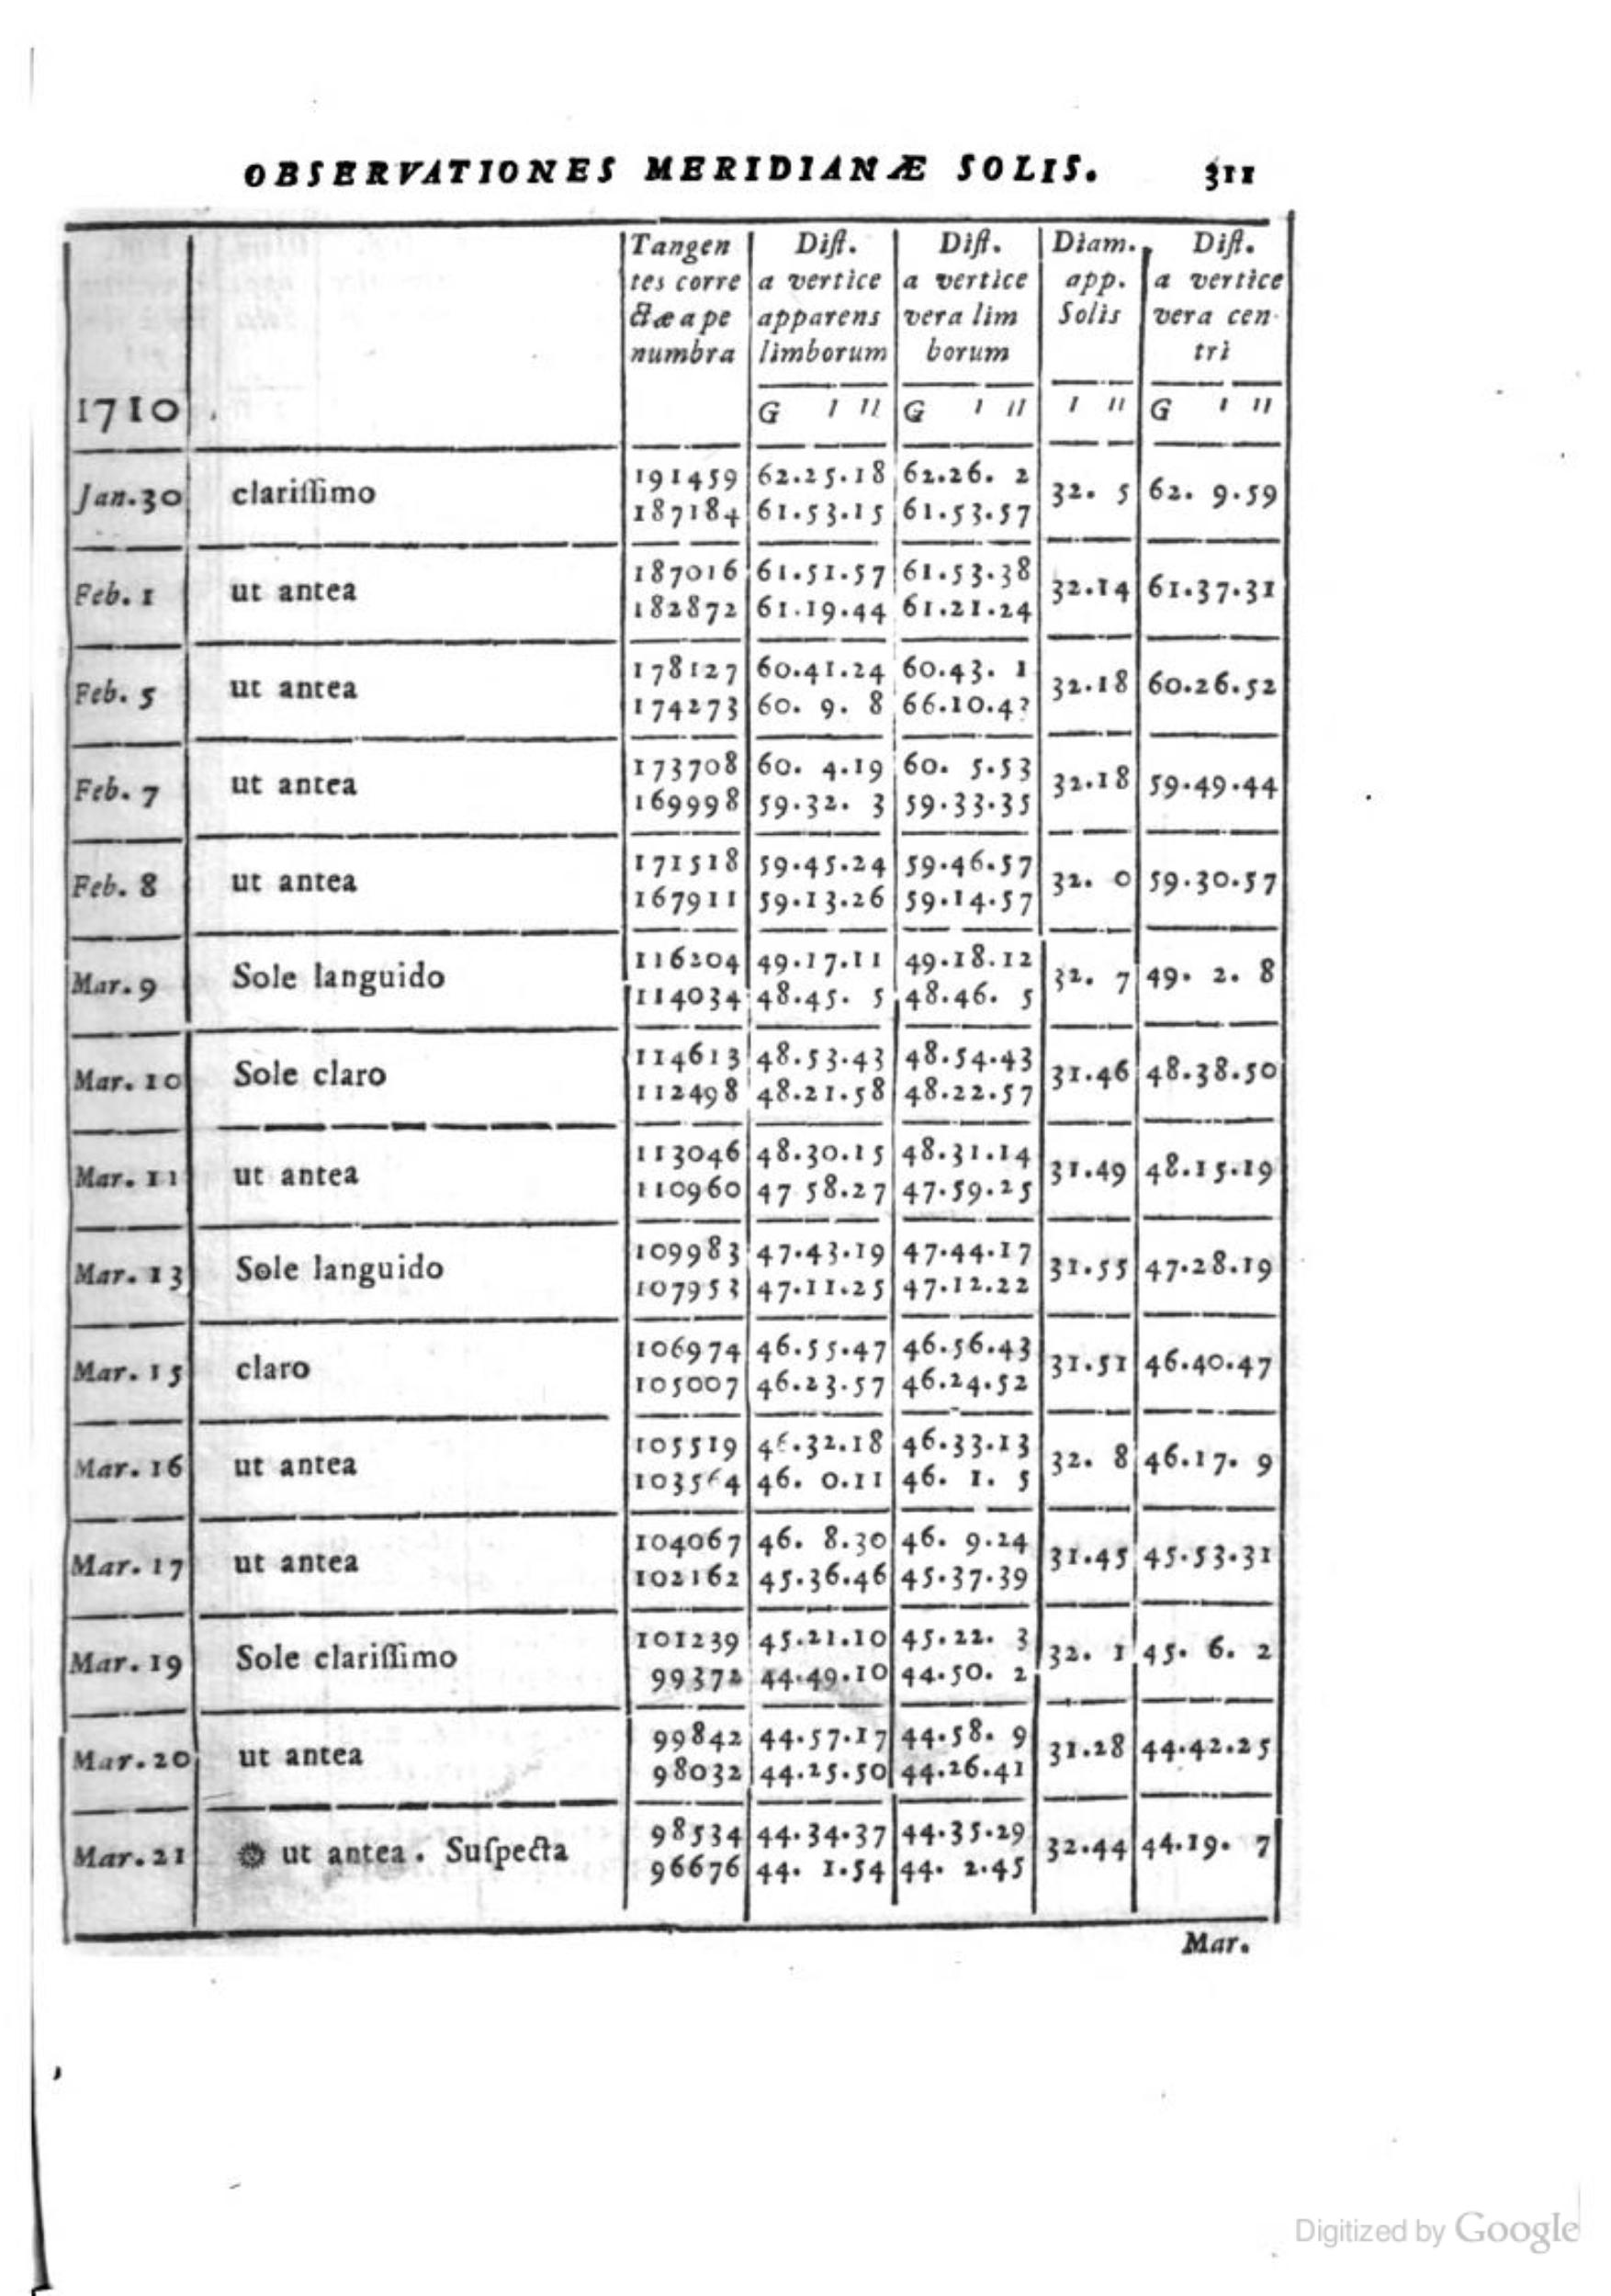 OBSERVATIONES MERIDIANÆ SOLIS. 311
1710
Tangen
tes corre
ctæ a pe
numbra
Diſt.
a vertice
apparens
limborum
G ı ıı
Diſt.
a vertice
vera lim
borum
G ı ıı
Diam.
app.
Solis
ı ıı
Diſt.
a vertice
vera cen-
tri
G ı ıı
Jan. 30 clariſſimo 191459 62.25.18 62.26. 2 32. 5 62. 9.59
187184 61.53.15 61.53.57
Feb. 1 ut antea 187016 61.51.57 61.53.38 32.14 61.37.31
182872 61.19.44 61.21.24
Feb. 5 ut antea 178127 60.41.24 60.43. 1 32.18 60.26.52
174273 60. 9. 8 66.10.43
Feb. 7 ut antea 173708 60. 4.19 60. 5.53 32.18 59.49.44
169998 59.32. 3 59.33.35
Feb. 8 ut antea 171518 59.45.24 59.46.57 32. 0 59.30.57
167911 59.13.26 59.14.57
Mar. 9 Sole languido 116204 49.17.11 49.18.12 32. 7 49. 2. 8
114034 48.45. 5 48.46. 5
Mar. 10 Sole claro 114613 48.53.43 48.54.43 31.46 48.38.50
112498 48.21.58 48.22.57
Mar. 11 ut antea 113046 48.30.15 48.31.14 31.49 48.15.19
110960 47 58.27 47.59.25
Mar. 13 Sole languido 109983 47.43.19 47.44.17 31.55 47.28.19
107953 47.11.25 47.12.22
Mar. 15 claro 106974 46.55.47 46.56.43 31.51 46.40.47
105007 46.23.57 46.24.52
Mar. 16 ut antea 105519 46.32.18 46.33.13 32. 8 46.17. 9
103564 46. 0.11 46. 1. 5
Mar. 17 ut antea 104067 46. 8.30 46. 9.24 31.45 45.53.31
102162 45.36.46 45.37.39
Mar. 19 Sole clariſſimo 101239 45.21.10 45.22. 3 32. 1 45. 6. 2
99372 44.49.10 44.50. 2
Mar. 20 ut antea 99842 44.57.17 44.58. 9 31.28 44.42.25
98032 44.25.50 44.26.41
Mar. 21 ut antea. Suſpecta 98534 44.34.37 44.35.29 32.44 44.19. 7
96676 44. 1.54 44. 2.45
Mar.
Digitized by Google